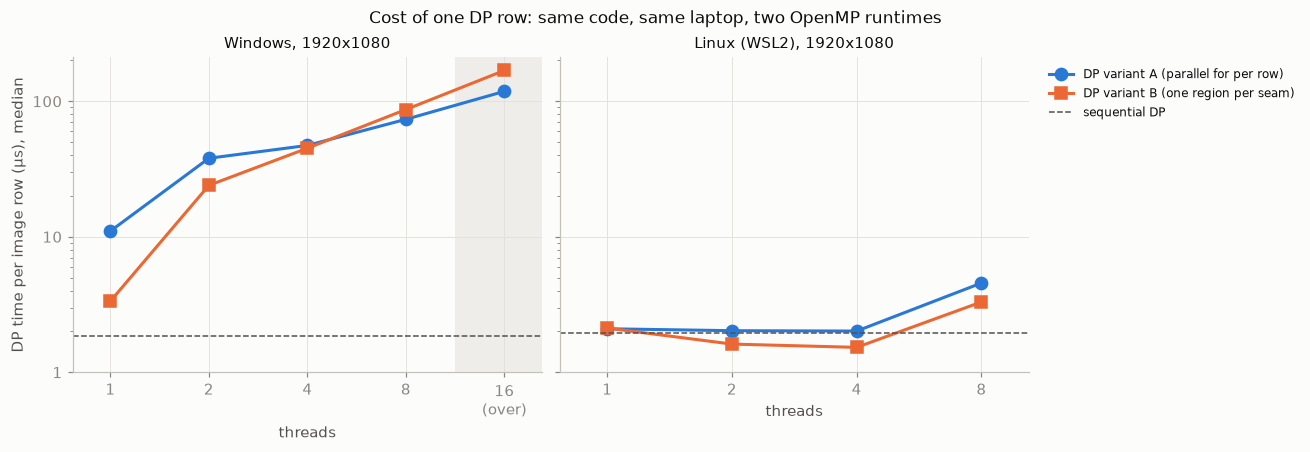 Cost of one DP row: same code, same laptop, two OpenMP runtimes
Windows, 1920x1080
Linux (WSL2), 1920x1080
DP time per image row (µs), median
100
10
1
1
2
4
8
16
(over)
threads
1
2
4
8
threads
DP variant A (parallel for per row)
DP variant B (one region per seam)
sequential DP